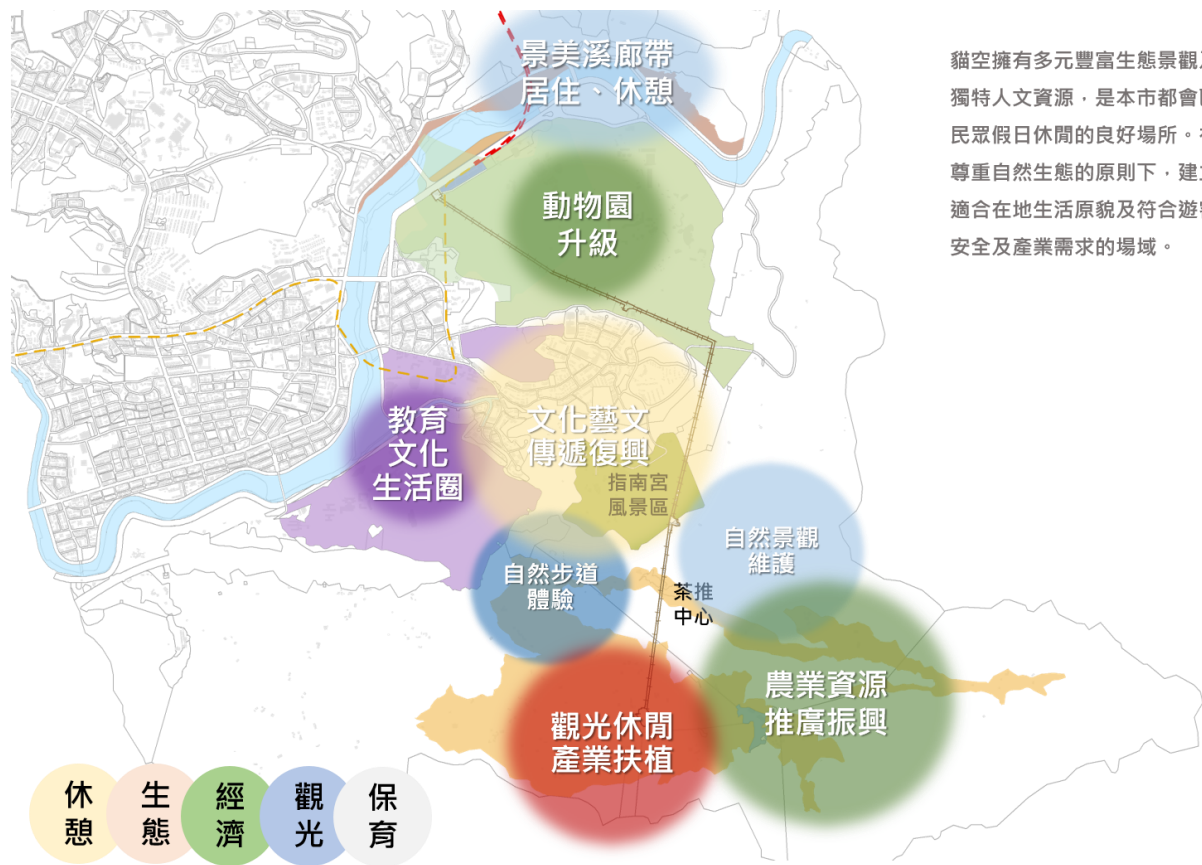 景美溪廊帶
居住、休憩
貓空擁有多元豐富生態景觀
獨特人文資源，是本市都會
民眾假日休閒的良好場所。
尊重自然生態的原則下，建
適合在地生活原貌及符合遊
安全及產業需求的場域。
動物園
升級
教育
文化
生活圈
文化藝文
傳遞復興
指南宮
風景區
自然景觀
維護
自然步道
體驗
茶推
中心
農業資源
推廣振興
觀光休閒
產業扶植
休憩
生態
經濟
觀光
保育